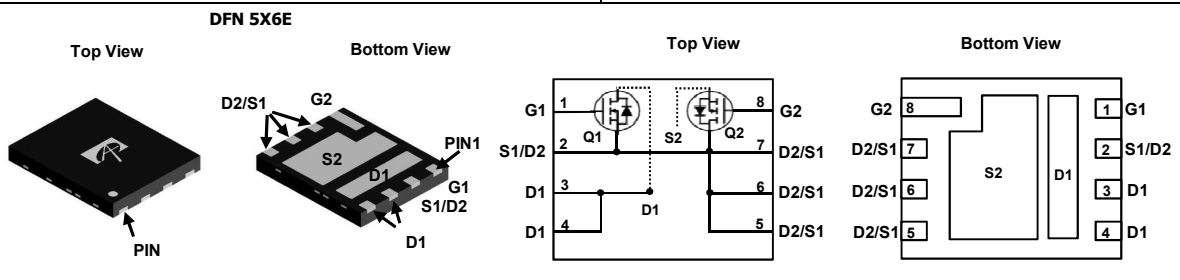 DFN 5X6E
Top View
Bottom View
D2/S1
G2
S2
D1
PIN1
G1
S1/D2
D1
PIN
Top View
G1
1
Q1
S2
Q2
8
G2
S1/D2
2
7
D2/S1
D1
3
D1
6
D2/S1
D1
4
5
D2/S1
Bottom View
G2
8
1
G1
D2/S1
7
2
S1/D2
S2
D1
D2/S1
6
3
D1
D2/S1
5
4
D1